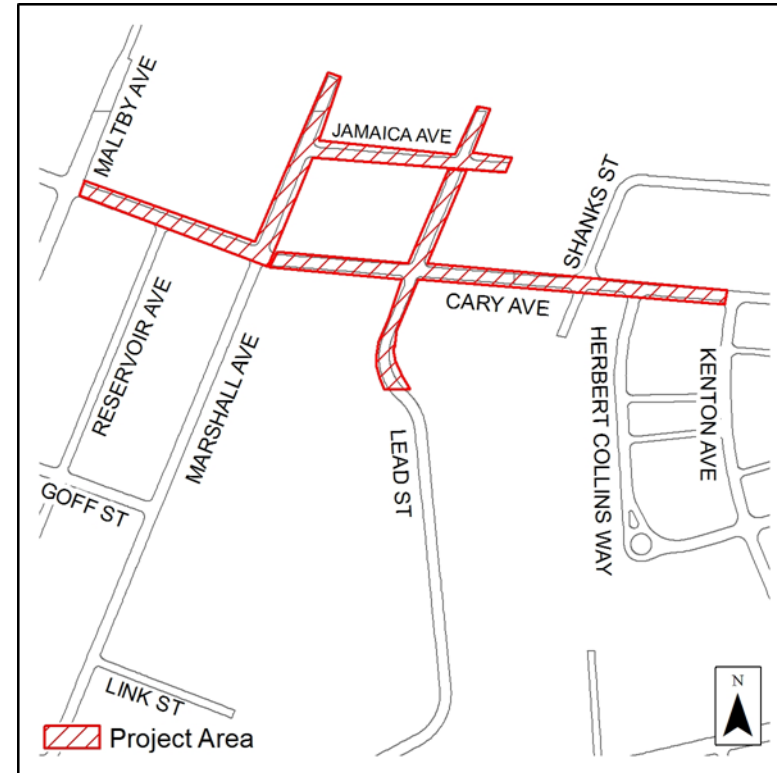 MALTBY AVE
JAMAICA AVE
SHANKS ST
CARY AVE
RESERVOIR AVE
MARSHALL AVE
HERBERT COLLINS WAY
KENTON AVE
LEAD ST
GOFF ST
LINK ST
N
Project Area